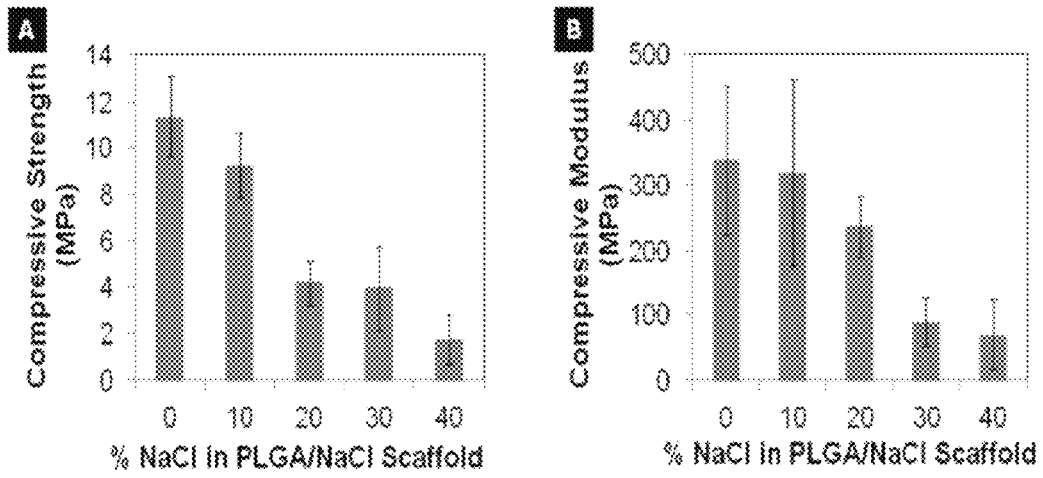 A
Compressive Strength
(MPa)
14
12
10
8
6
4
2
0
0 10 20 30 40
% NaCl in PLGA/NaCl Scaffold
B
Compressive Modulus
(MPa)
500
400
300
200
100
0
0 10 20 30 40
% NaCl in PLGA/NaCl Scaffold